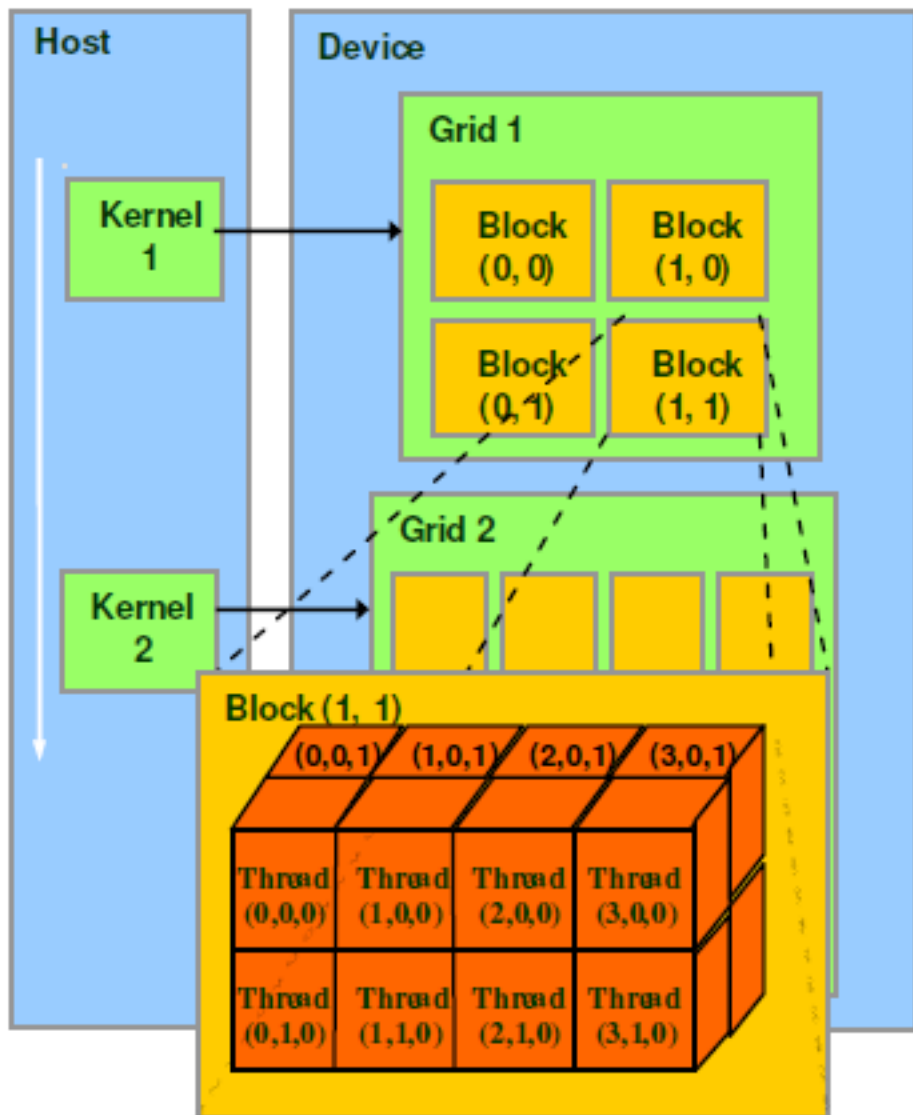 Host
Device
Grid 1
Kernel
1
Block
(0, 0)
Block
(1, 0)
Block
(0, 1)
Block
(1, 1)
Grid 2
Kernel
2
Block (1, 1)
(0,0,1) (1,0,1) (2,0,1) (3,0,1)
Thread
(0,0,0)
Thread
(1,0,0)
Thread
(2,0,0)
Thread
(3,0,0)
Thread
(0,1,0)
Thread
(1,1,0)
Thread
(2,1,0)
Thread
(3,1,0)